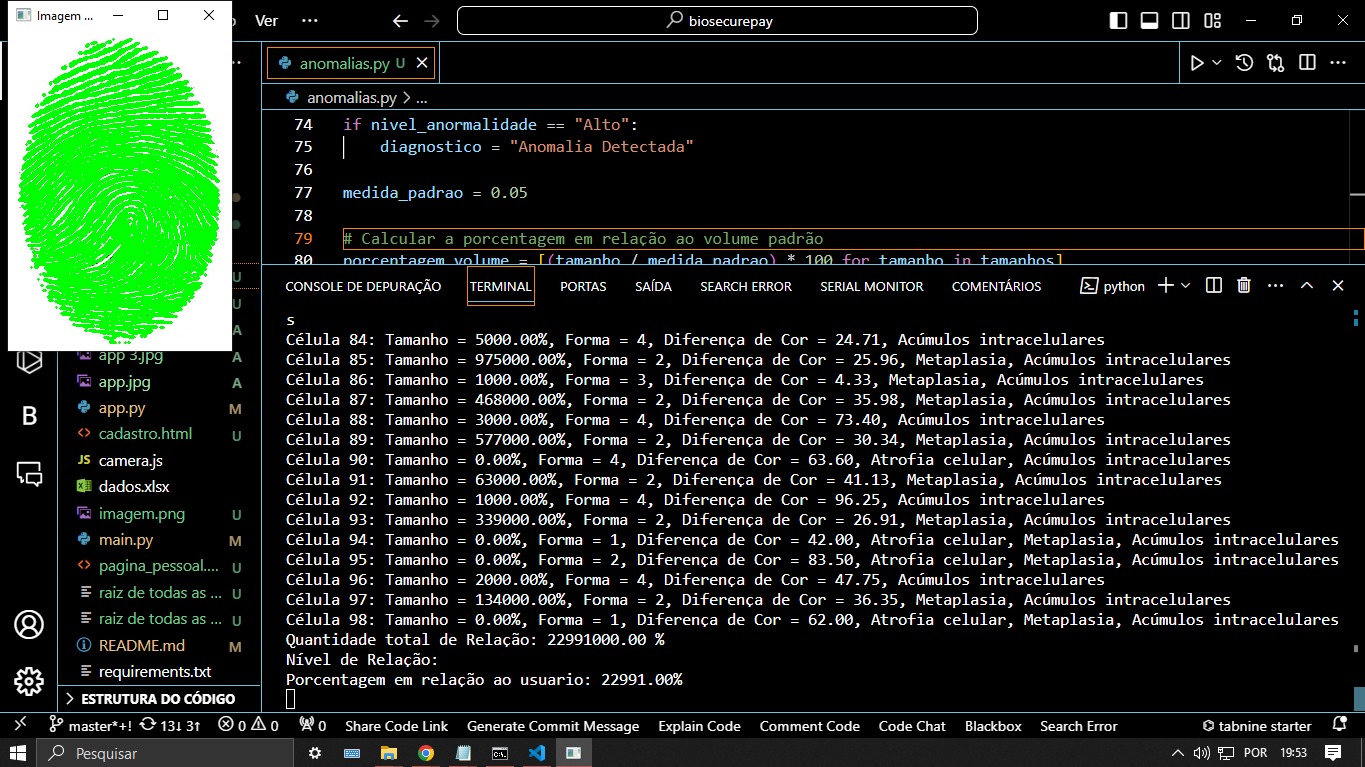 Imagem ...
Ver
biosecurepay
anomalias.py U
anomalias.py > ...
74 if nivel_anormalidade == "Alto":
75 diagnostico = "Anomalia Detectada"
76
77 medida_padrao = 0.05
78
79 # Calcular a porcentagem em relação ao volume padrão
80 porcentagem_volume = [(tamanho / medida_padrao) * 100 for tamanho in tamanhos]
CONSOLE DE DEPURAÇÃO TERMINAL PORTAS SAÍDA SEARCH ERROR SERIAL MONITOR COMENTÁRIOS python
s
Célula 84: Tamanho = 5000.00%, Forma = 4, Diferença de Cor = 24.71, Acúmulos intracelulares
Célula 85: Tamanho = 975000.00%, Forma = 2, Diferença de Cor = 25.96, Metaplasia, Acúmulos intracelulares
Célula 86: Tamanho = 1000.00%, Forma = 3, Diferença de Cor = 4.33, Metaplasia, Acúmulos intracelulares
Célula 87: Tamanho = 468000.00%, Forma = 2, Diferença de Cor = 35.98, Metaplasia, Acúmulos intracelulares
Célula 88: Tamanho = 3000.00%, Forma = 4, Diferença de Cor = 73.40, Acúmulos intracelulares
Célula 89: Tamanho = 577000.00%, Forma = 2, Diferença de Cor = 30.34, Metaplasia, Acúmulos intracelulares
Célula 90: Tamanho = 0.00%, Forma = 4, Diferença de Cor = 63.60, Atrofia celular, Acúmulos intracelulares
Célula 91: Tamanho = 63000.00%, Forma = 2, Diferença de Cor = 41.13, Metaplasia, Acúmulos intracelulares
Célula 92: Tamanho = 1000.00%, Forma = 4, Diferença de Cor = 96.25, Acúmulos intracelulares
Célula 93: Tamanho = 339000.00%, Forma = 2, Diferença de Cor = 26.91, Metaplasia, Acúmulos intracelulares
Célula 94: Tamanho = 0.00%, Forma = 1, Diferença de Cor = 42.00, Atrofia celular, Metaplasia, Acúmulos intracelulares
Célula 95: Tamanho = 0.00%, Forma = 2, Diferença de Cor = 83.50, Atrofia celular, Metaplasia, Acúmulos intracelulares
Célula 96: Tamanho = 2000.00%, Forma = 4, Diferença de Cor = 47.75, Acúmulos intracelulares
Célula 97: Tamanho = 134000.00%, Forma = 2, Diferença de Cor = 36.35, Metaplasia, Acúmulos intracelulares
Célula 98: Tamanho = 0.00%, Forma = 1, Diferença de Cor = 62.00, Atrofia celular, Metaplasia, Acúmulos intracelulares
Quantidade total de Relação: 22991000.00 %
Nível de Relação:
Porcentagem em relação ao usuario: 22991.00%
U
U
A
app 3.jpg A
app.jpg A
app.py M
cadastro.html U
JS camera.js
dados.xlsx
imagem.png U
main.py M
pagina_pessoal.... U
raiz de todas as ... U
raiz de todas as ... U
README.md M
requirements.txt
ESTRUTURA DO CÓDIGO
B
master*+! 13↓ 3↑ 0 0 0 Share Code Link Generate Commit Message Explain Code Comment Code Code Chat Blackbox Search Error tabnine starter
Pesquisar
POR 19:53